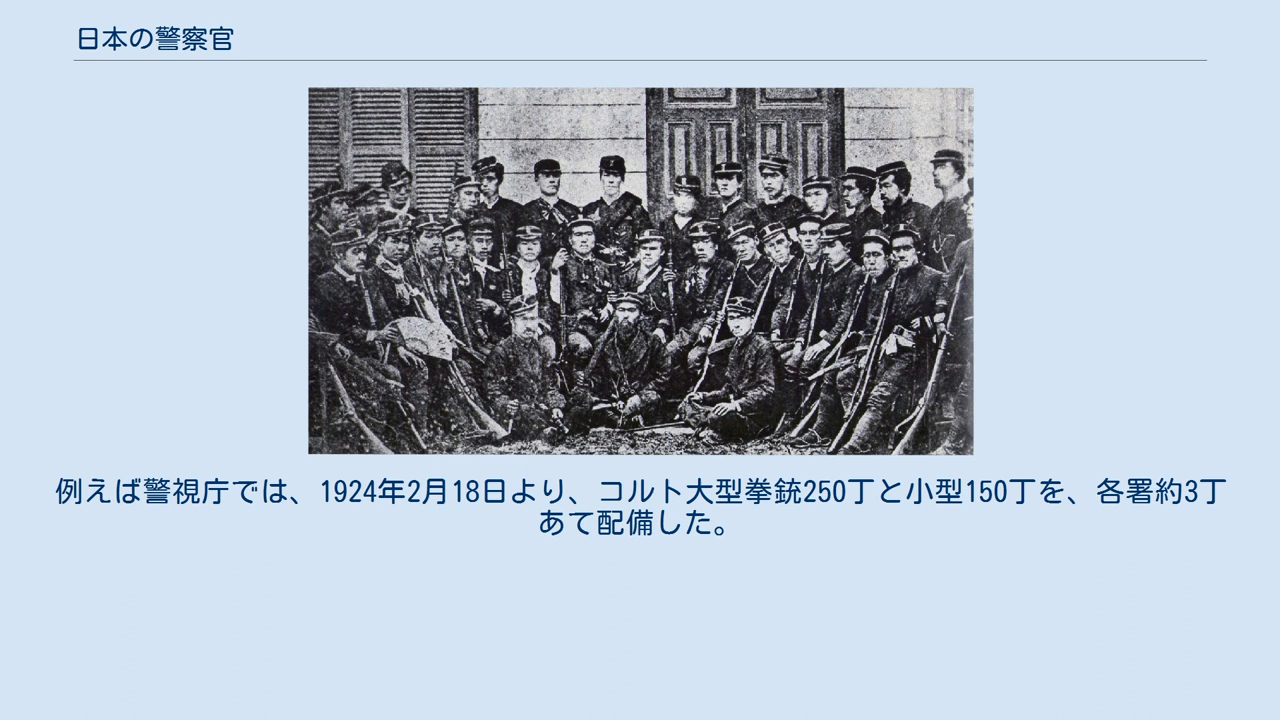 日本の警察官
例えば警視庁では、1924年2月18日より、コルト大型拳銃250丁と小型150丁を、各署約3丁
あて配備した。